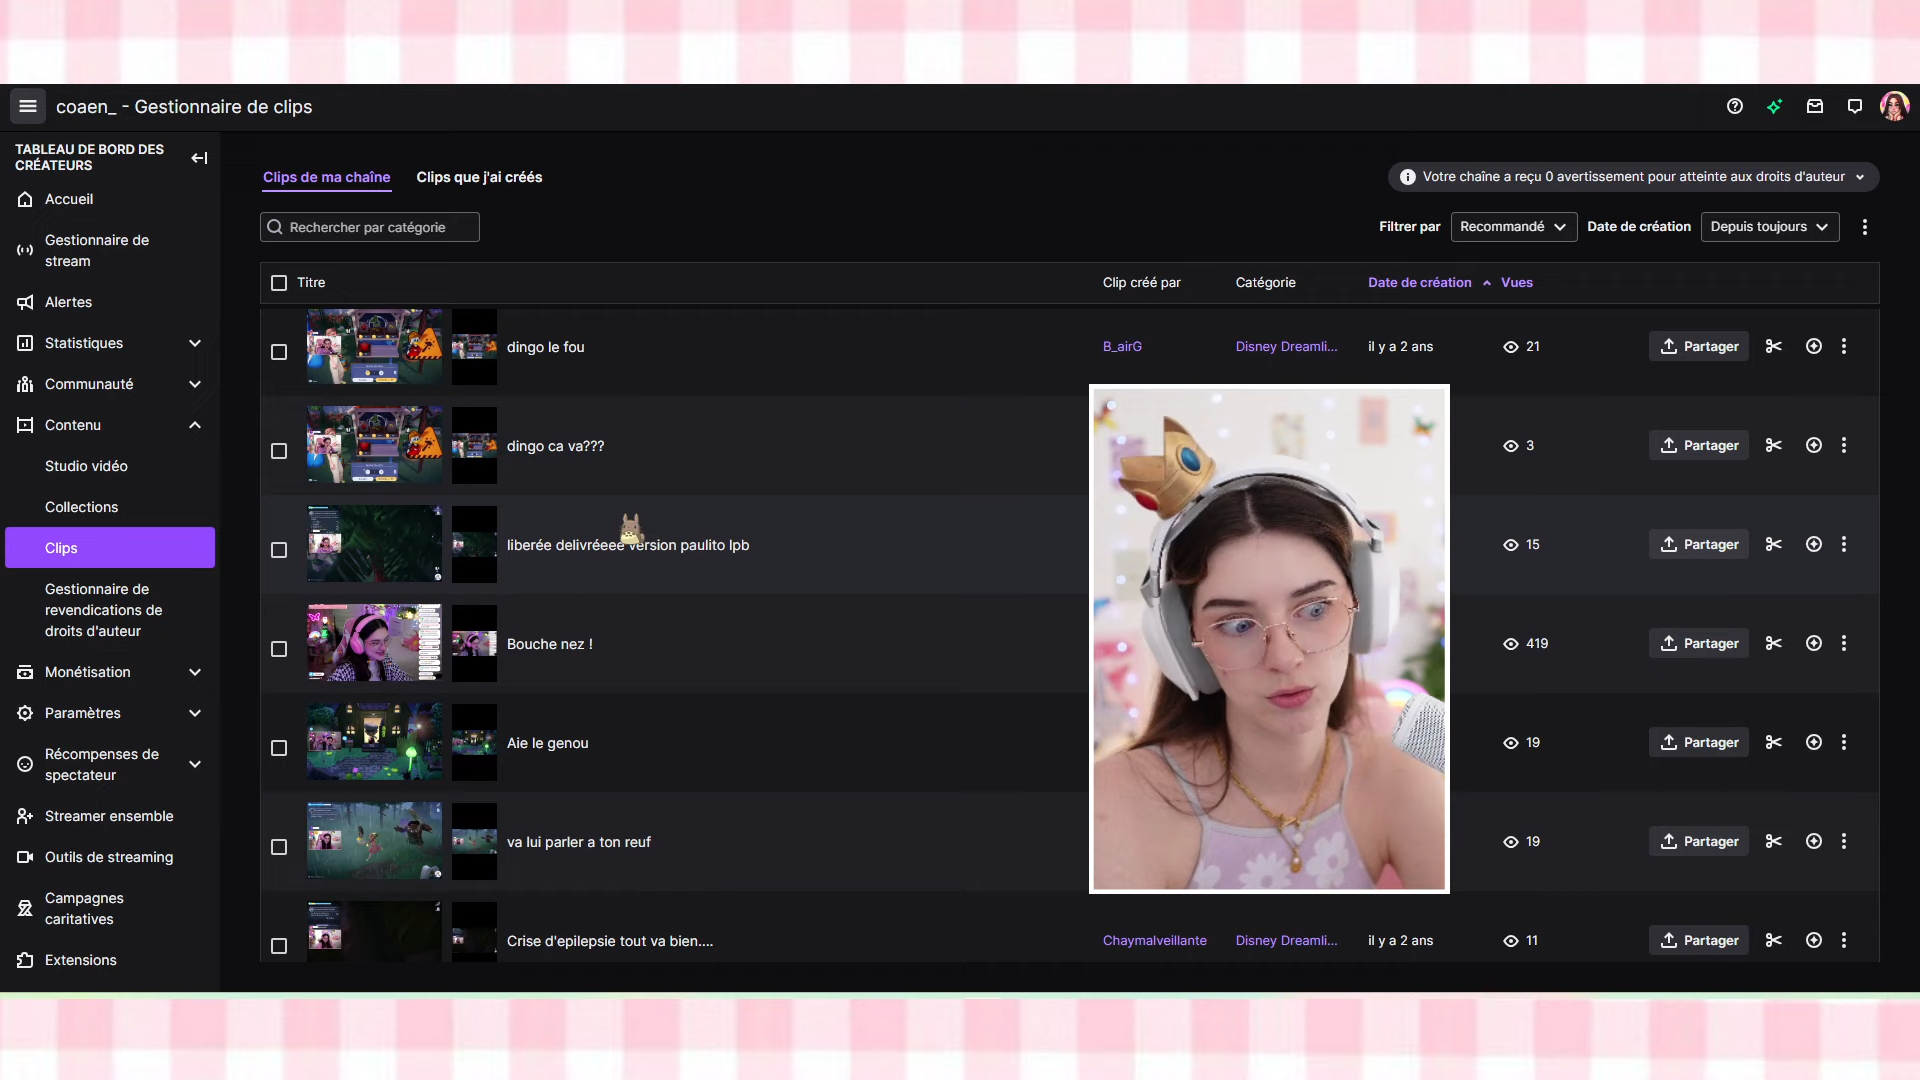 coaen_ - Gestionnaire de clips
TABLEAU DE BORD DES
CRÉATEURS
Accueil
Gestionnaire de
stream
Alertes
Statistiques
Communauté
Contenu
Studio vidéo
Collections
Clips
Gestionnaire de
revendications de
droits d'auteur
Monétisation
Paramètres
Récompenses de
spectateur
Streamer ensemble
Outils de streaming
Campagnes
caritatives
Extensions
Clips de ma chaîne
Clips que j'ai créés
Votre chaîne a reçu 0 avertissement pour atteinte aux droits d'auteur
Rechercher par catégorie
Filtrer par
Recommandé
Date de création
Depuis toujours
Titre
Clip créé par
Catégorie
Date de création
Vues
dingo le fou
B_airG
Disney Dreamli...
il y a 2 ans
21
Partager
dingo ca va???
3
Partager
liberée delivréeee version paulito lpb
15
Partager
Bouche nez !
419
Partager
Aie le genou
19
Partager
va lui parler a ton reuf
19
Partager
Crise d'epilepsie tout va bien....
Chaymalveillante
Disney Dreamli...
il y a 2 ans
11
Partager